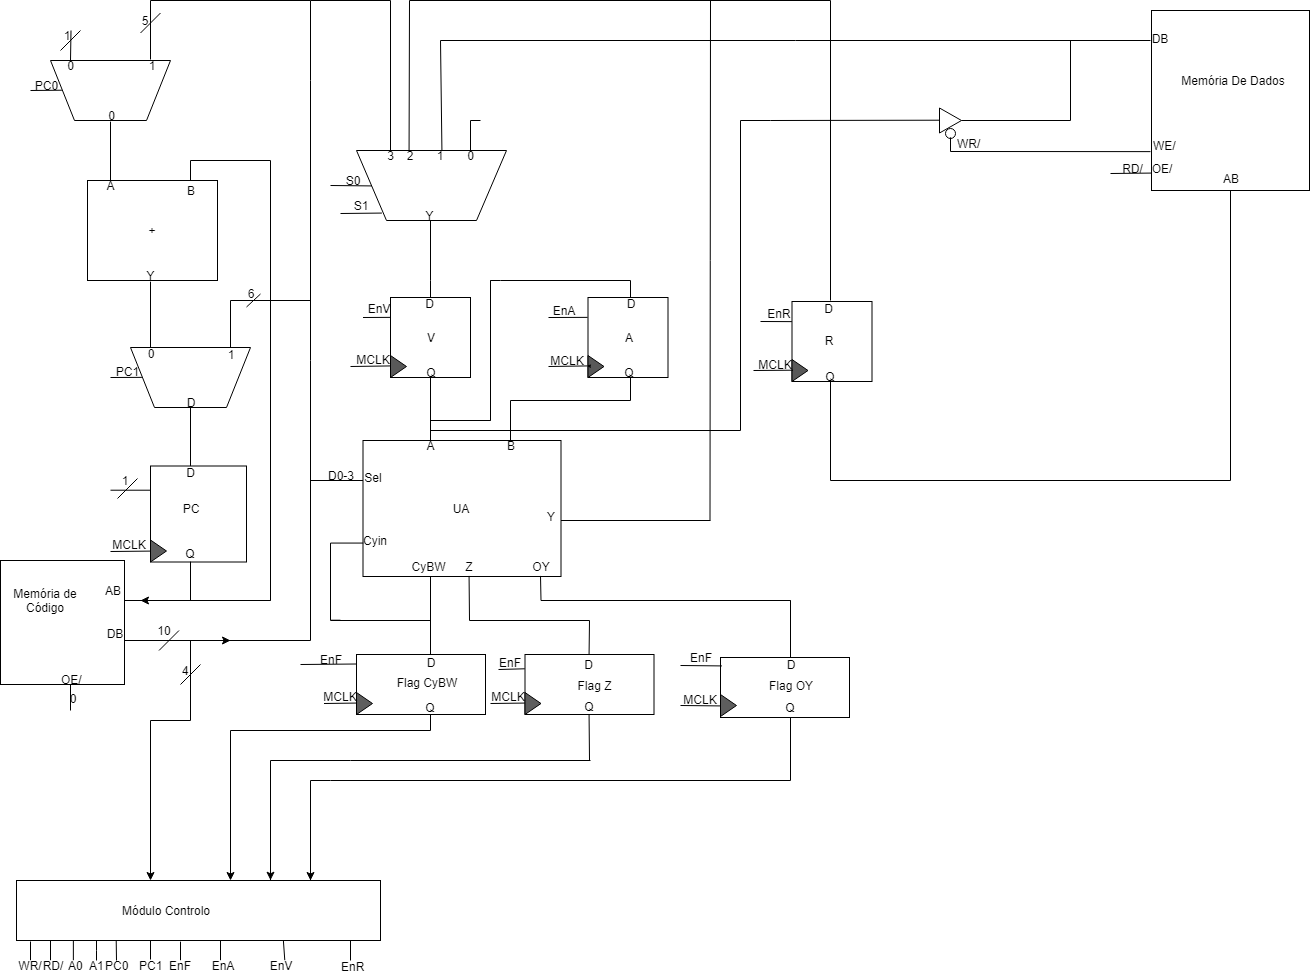 5
1
0
1
PC0
0
A
B
+
Y
6
0
1
PC1
D
D
1
PC
MCLK
Q
Memória de
Código
AB
DB
10
OE/
0
4
3
2
1
0
S0
S1
Y
EnV
D
V
MCLK
Q
EnA
D
A
MCLK
Q
EnR
D
R
MCLK
Q
DB
Memória De Dados
WR/
WE/
RD/
OE/
AB
A
B
D0-3
Sel
UA
Y
Cyin
CyBW
Z
OY
EnF
D
Flag CyBW
MCLK
Q
EnF
D
Flag Z
MCLK
Q
EnF
D
Flag OY
MCLK
Q
Módulo Controlo
WR/
RD/
A0
A1
PC0
PC1
EnF
EnA
EnV
EnR